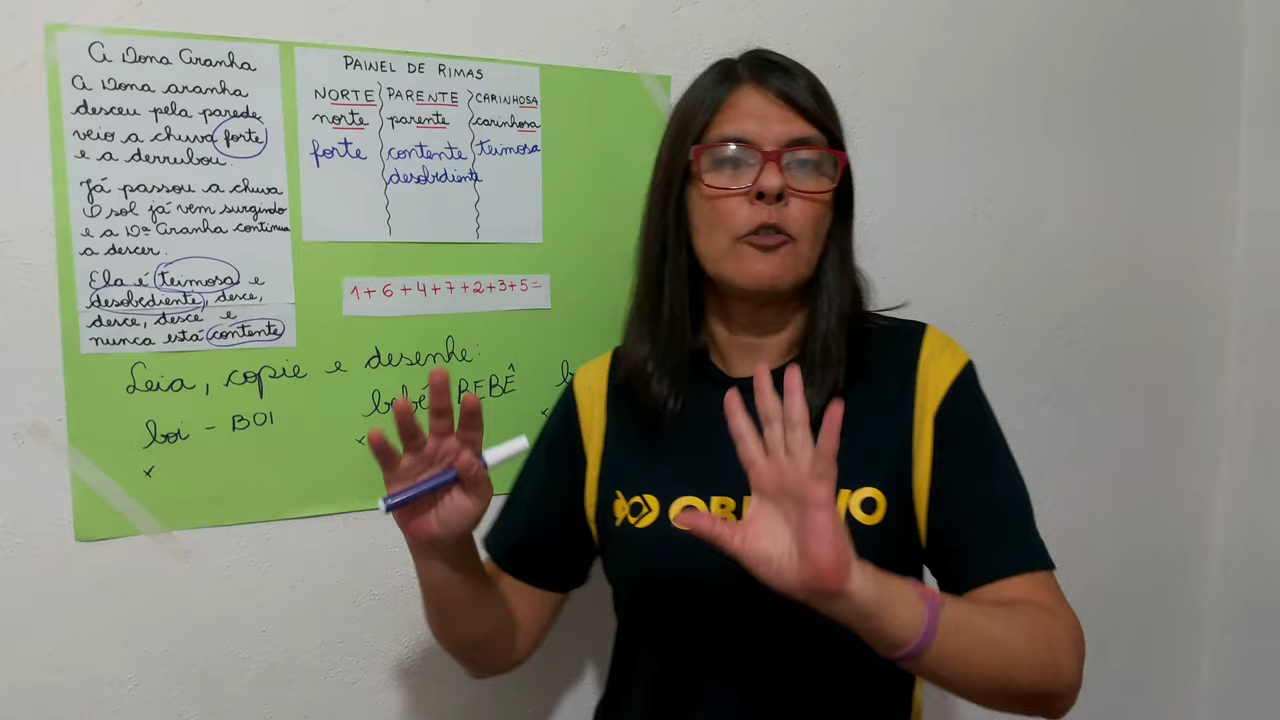 A Dona Aranha
A Dona aranha
desceu pela parede
veio a chuva forte
e a derrubou.
Já passou a chuva
O sol já vem surgindo
e a Dª Aranha continua
a descer.
Ela é teimosa e
desobediente, desce,
desce, desce e
nunca está contente
PAINEL DE RIMAS
NORTE PARENTE CARINHOSA
norte parente carinhosa
forte contente teimosa
desobediente
1+6+4+7+2+3+5=
Leia, copie e desenhe:
boi - BOI
bebê BEBÊ
x
x